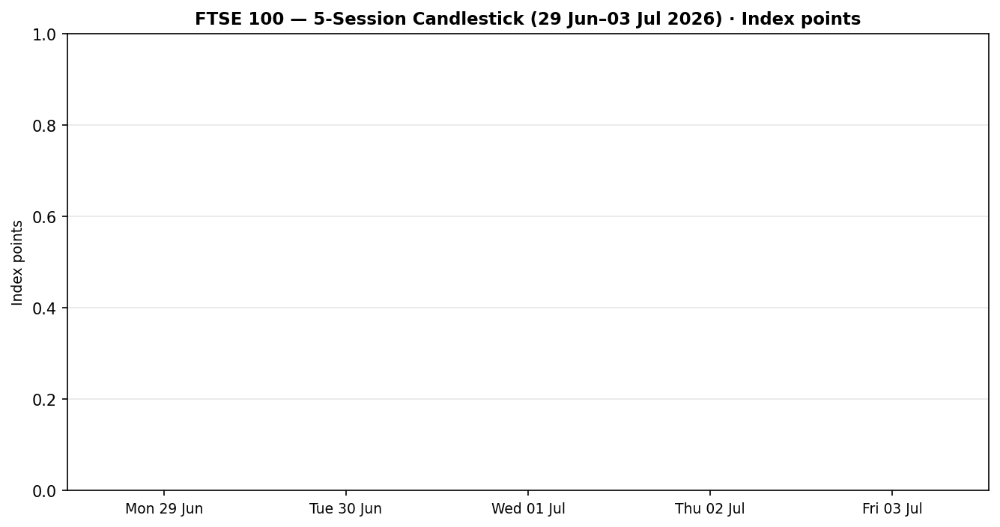 FTSE 100 — 5-Session Candlestick (29 Jun–03 Jul 2026) · Index points
1.0
0.8
0.6
0.4
0.2
0.0
Index points
Mon 29 Jun
Tue 30 Jun
Wed 01 Jul
Thu 02 Jul
Fri 03 Jul